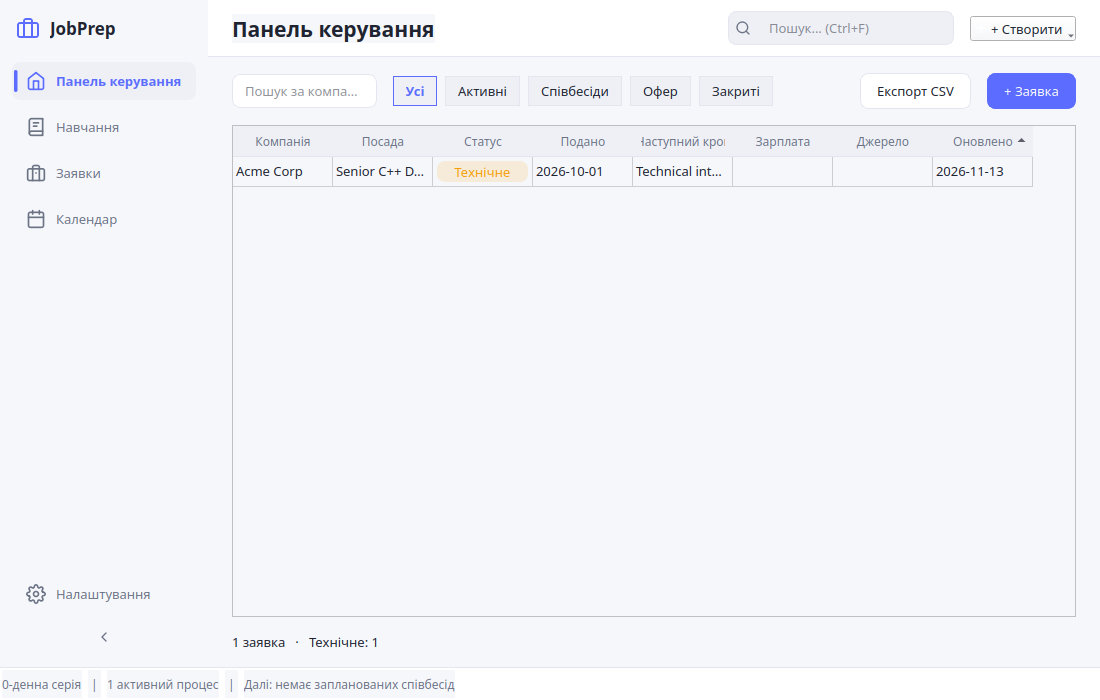 JobPrep
Панель керування
Пошук... (Ctrl+F)
+ Створити
Панель керування
Навчання
Заявки
Календар
Налаштування
Пошук за компа...
Усі
Активні
Співбесіди
Офер
Закриті
Експорт CSV
+ Заявка
Компанія Посада Статус Подано Наступний кро Зарплата Джерело Оновлено
Acme Corp Senior C++ D... Технічне 2026-10-01 Technical int... 2026-11-13
1 заявка · Технічне: 1
0-денна серія | 1 активний процес | Далі: немає запланованих співбесід